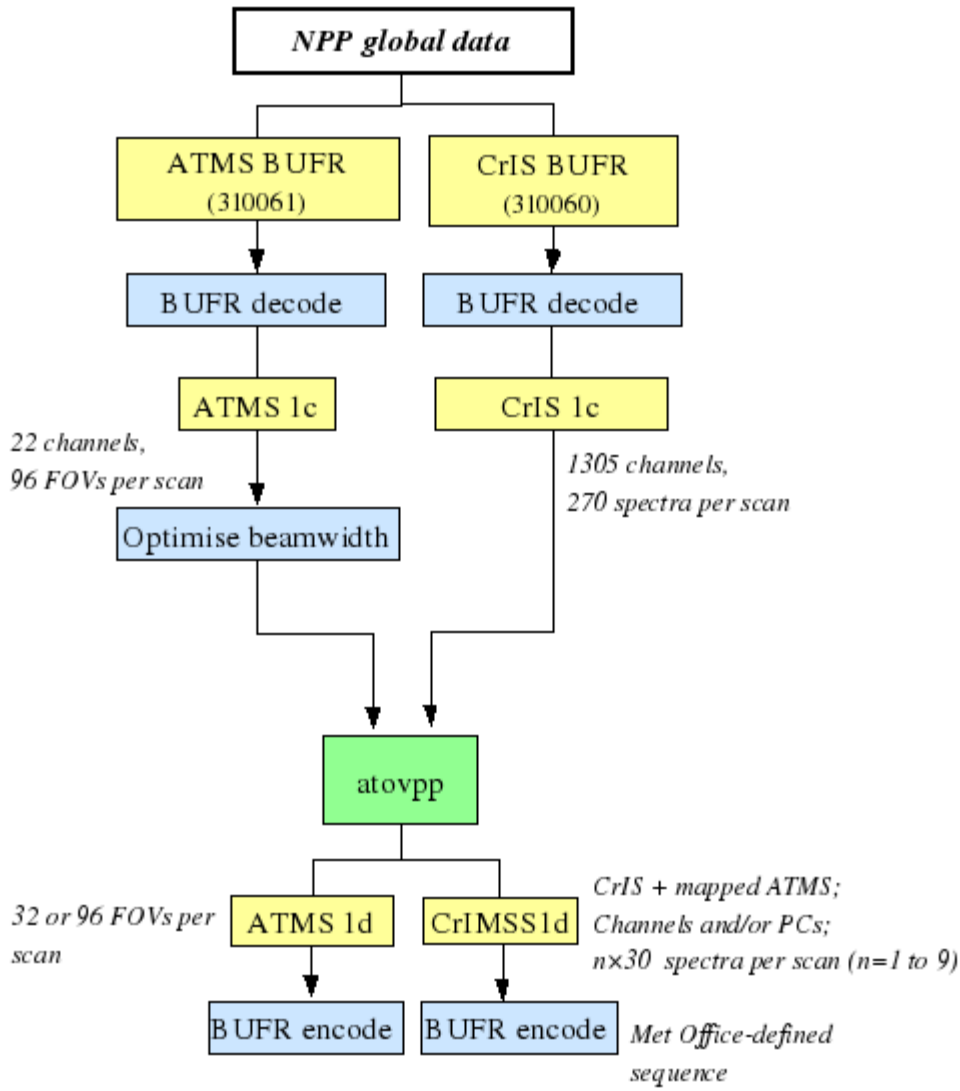 NPP global data
ATMS BUFR
(310061)
CrIS BUFR
(310060)
BUFR decode
BUFR decode
ATMS 1c
CrIS 1c
22 channels,
96 FOVs per scan
1305 channels,
270 spectra per scan
Optimise beamwidth
atovpp
32 or 96 FOVs per
scan
ATMS 1d
CrIMSS1d
CrIS + mapped ATMS;
Channels and/or PCs;
n×30 spectra per scan (n=1 to 9)
BUFR encode
BUFR encode
Met Office-defined
sequence